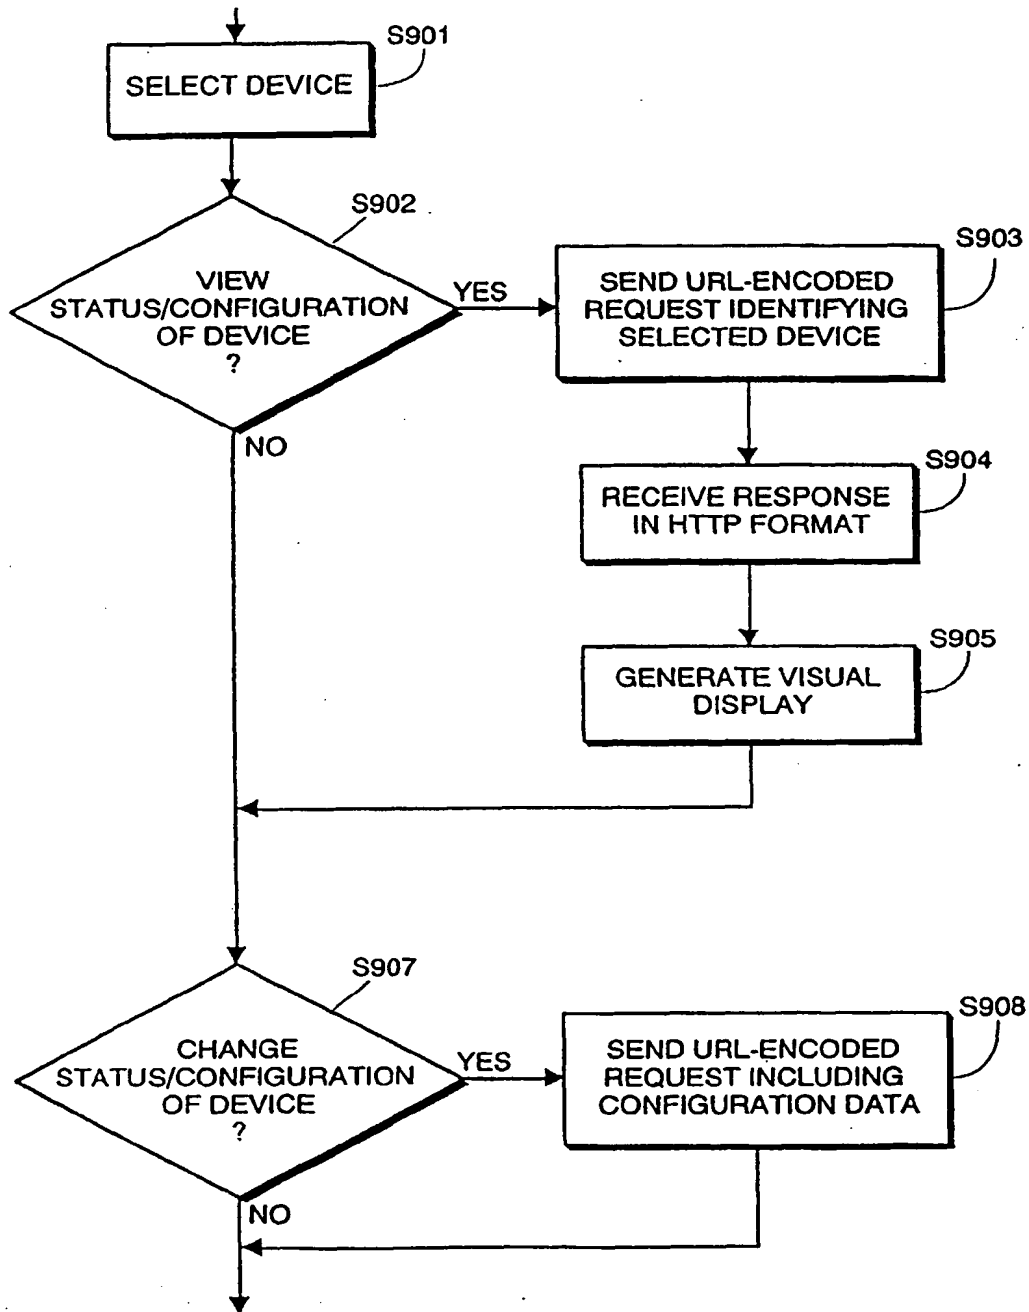 S901
SELECT DEVICE
S902
VIEW
STATUS/CONFIGURATION
OF DEVICE
?
YES
NO
S903
SEND URL-ENCODED
REQUEST IDENTIFYING
SELECTED DEVICE
S904
RECEIVE RESPONSE
IN HTTP FORMAT
S905
GENERATE VISUAL
DISPLAY
S907
CHANGE
STATUS/CONFIGURATION
OF DEVICE
?
YES
NO
S908
SEND URL-ENCODED
REQUEST INCLUDING
CONFIGURATION DATA